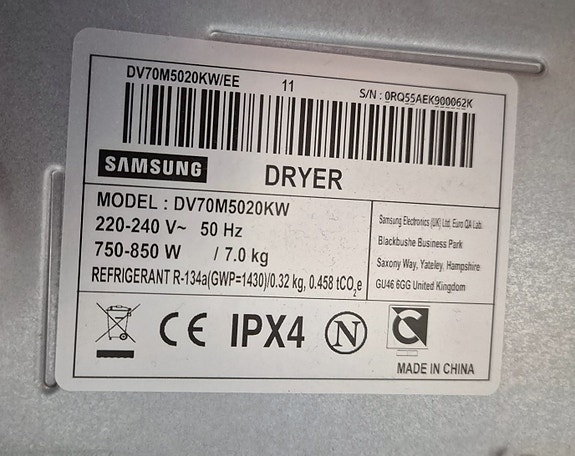 DV70M5020KW/EE 11 S/N : 0RQ55AEK900062K
SAMSUNG DRYER
MODEL : DV70M5020KW
220-240 V~ 50 Hz
750-850 W / 7.0 kg
REFRIGERANT R-134a(GWP=1430)/0.32 kg, 0.458 tCO₂e
Samsung Electronics (UK) Ltd. Euro QA Lab.
Blackbushe Business Park
Saxony Way, Yateley, Hampshire
GU46 6GG United Kingdom
CE IPX4 N
MADE IN CHINA